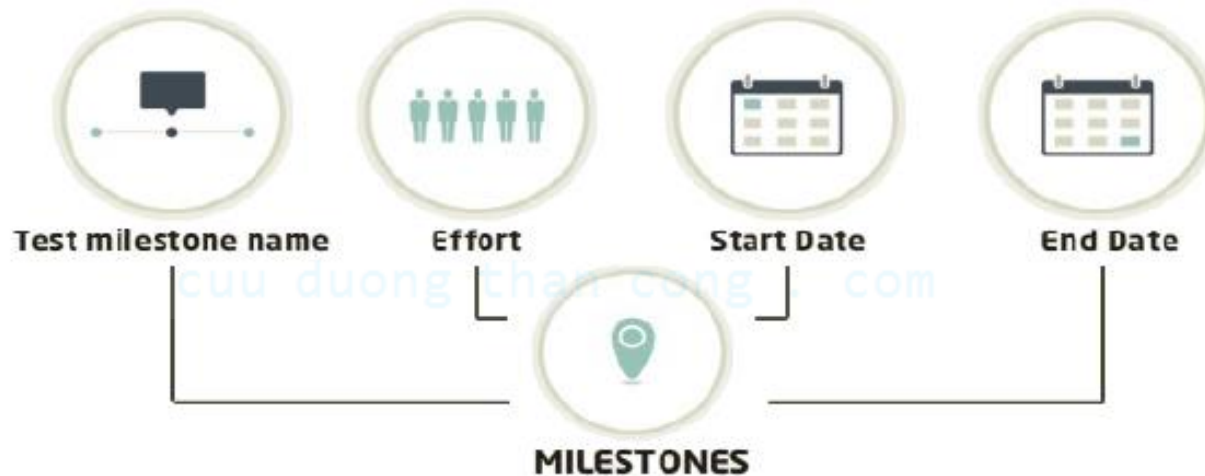 Test milestone name
Effort
Start Date
End Date
cuu duong than cong . com
MILESTONES